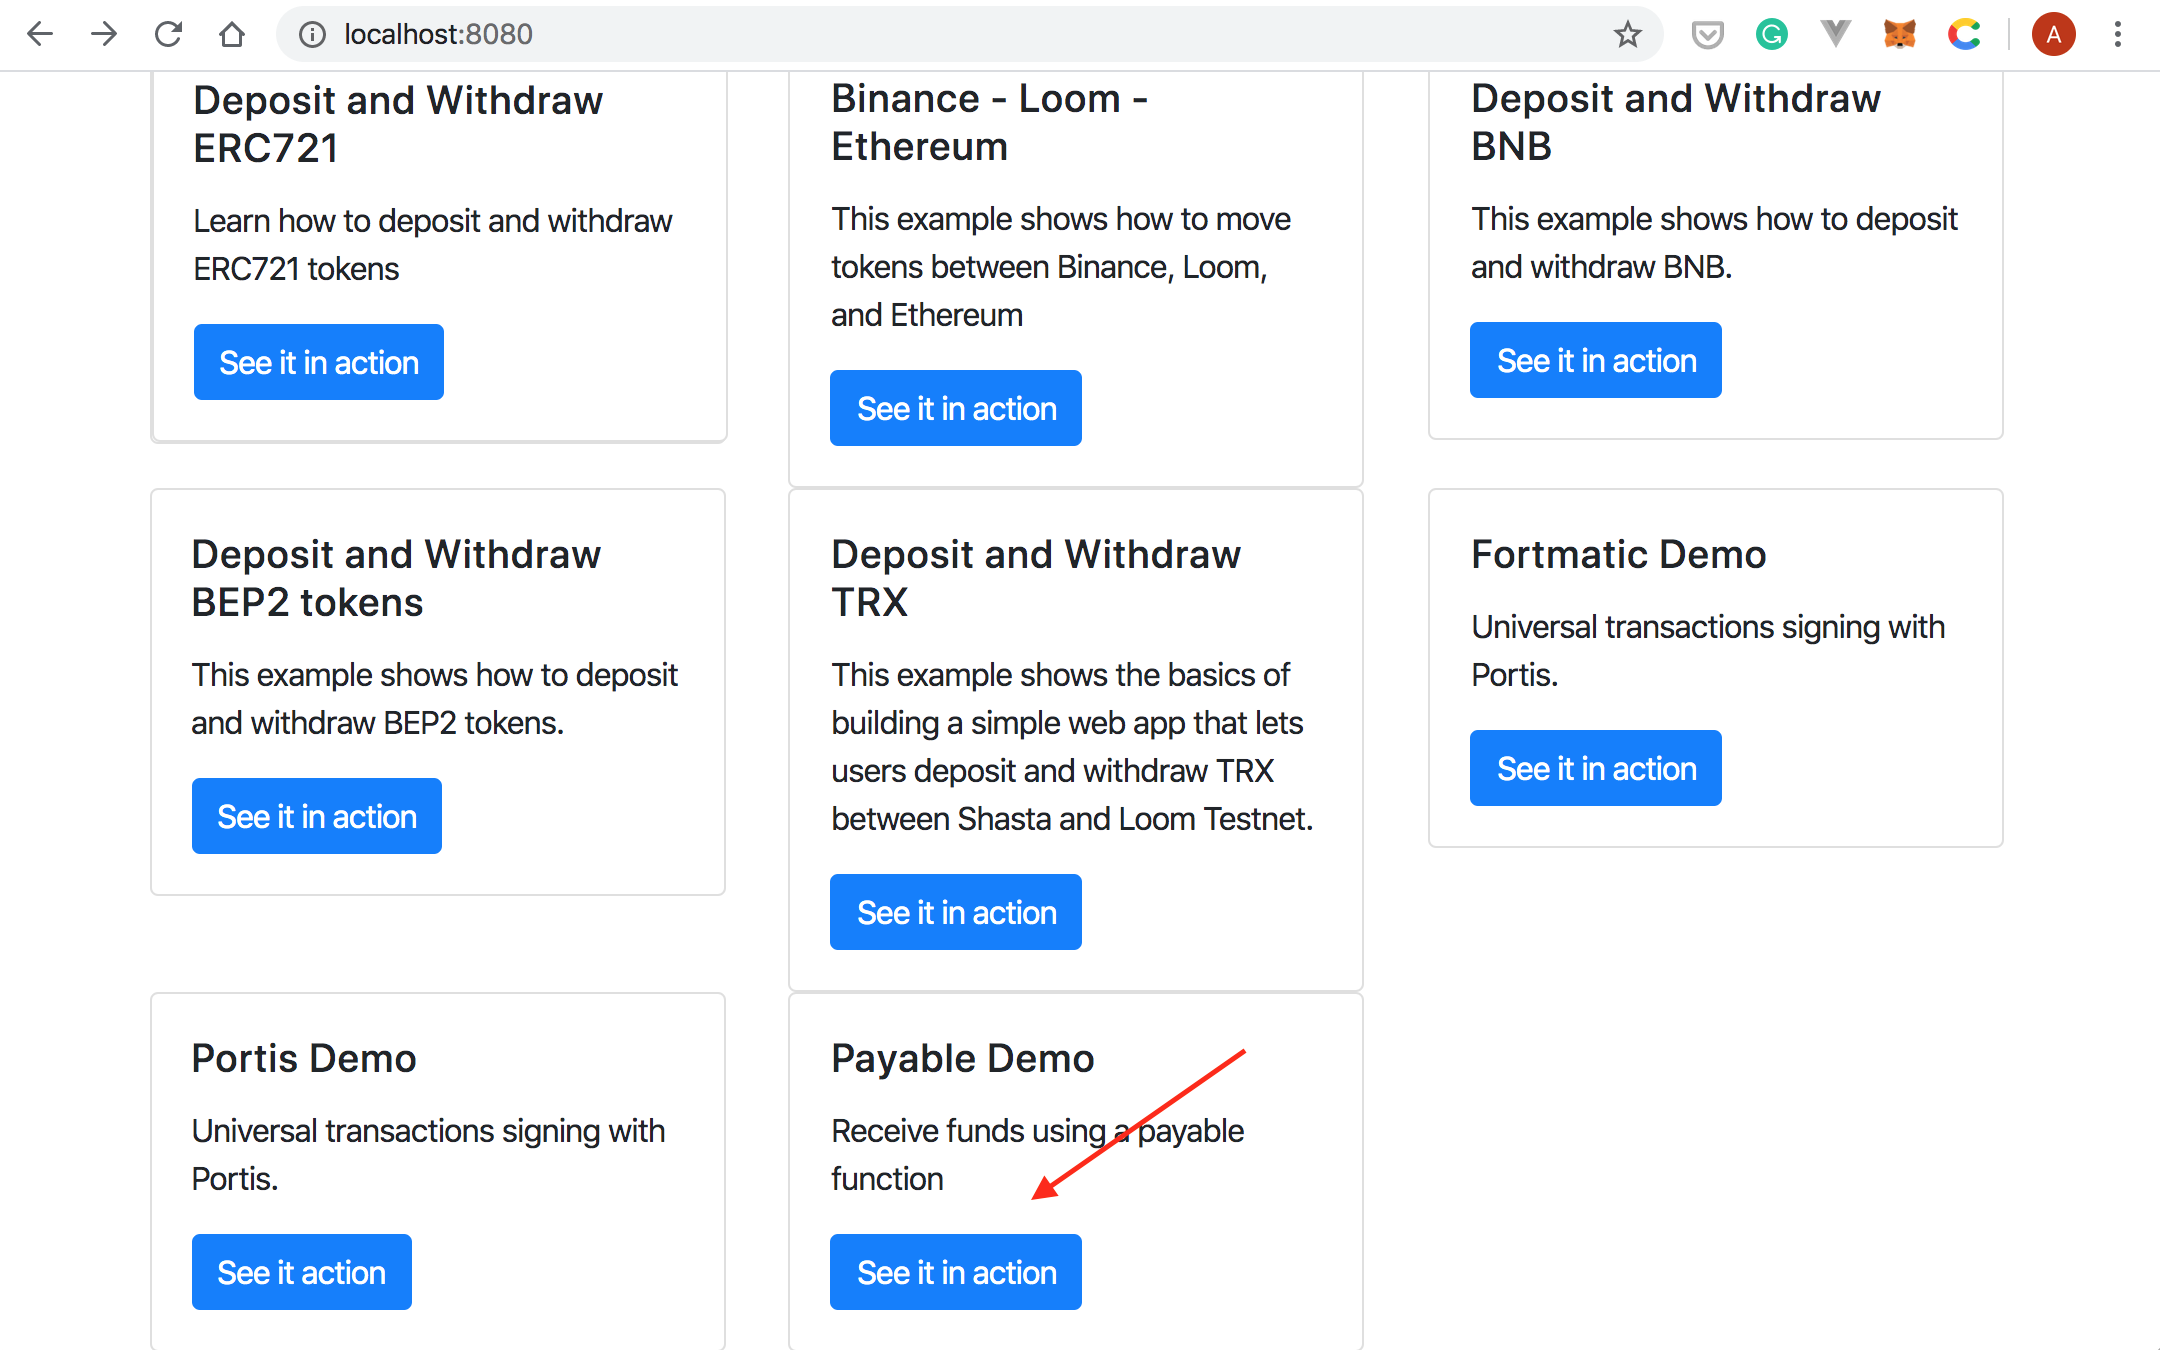 localhost:8080
A
Deposit and Withdraw
ERC721
Learn how to deposit and withdraw
ERC721 tokens
See it in action
Binance - Loom -
Ethereum
This example shows how to move
tokens between Binance, Loom,
and Ethereum
See it in action
Deposit and Withdraw
BNB
This example shows how to deposit
and withdraw BNB.
See it in action
Deposit and Withdraw
BEP2 tokens
This example shows how to deposit
and withdraw BEP2 tokens.
See it in action
Deposit and Withdraw
TRX
This example shows the basics of
building a simple web app that lets
users deposit and withdraw TRX
between Shasta and Loom Testnet.
See it in action
Fortmatic Demo
Universal transactions signing with
Portis.
See it in action
Portis Demo
Universal transactions signing with
Portis.
See it action
Payable Demo
Receive funds using a payable
function
See it in action